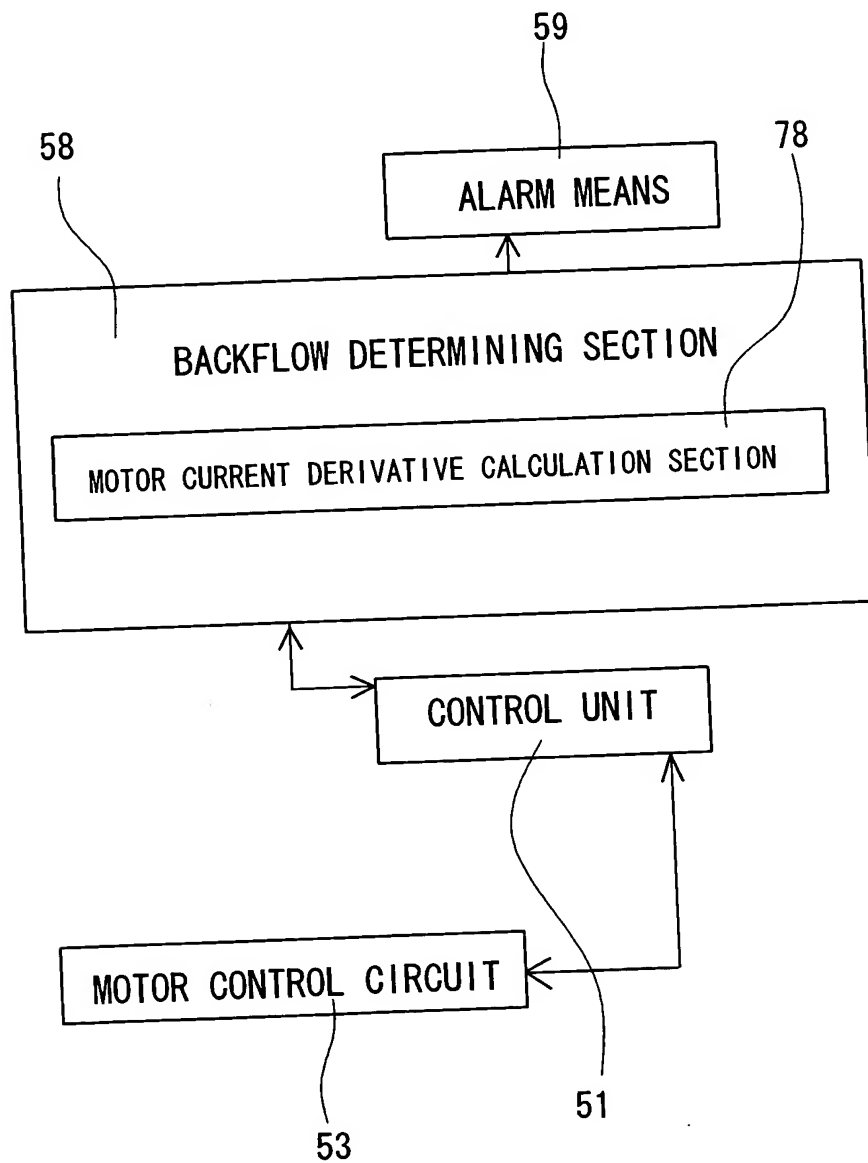 59
58
78
ALARM MEANS
BACKFLOW DETERMINING SECTION
MOTOR CURRENT DERIVATIVE CALCULATION SECTION
CONTROL UNIT
MOTOR CONTROL CIRCUIT
51
53